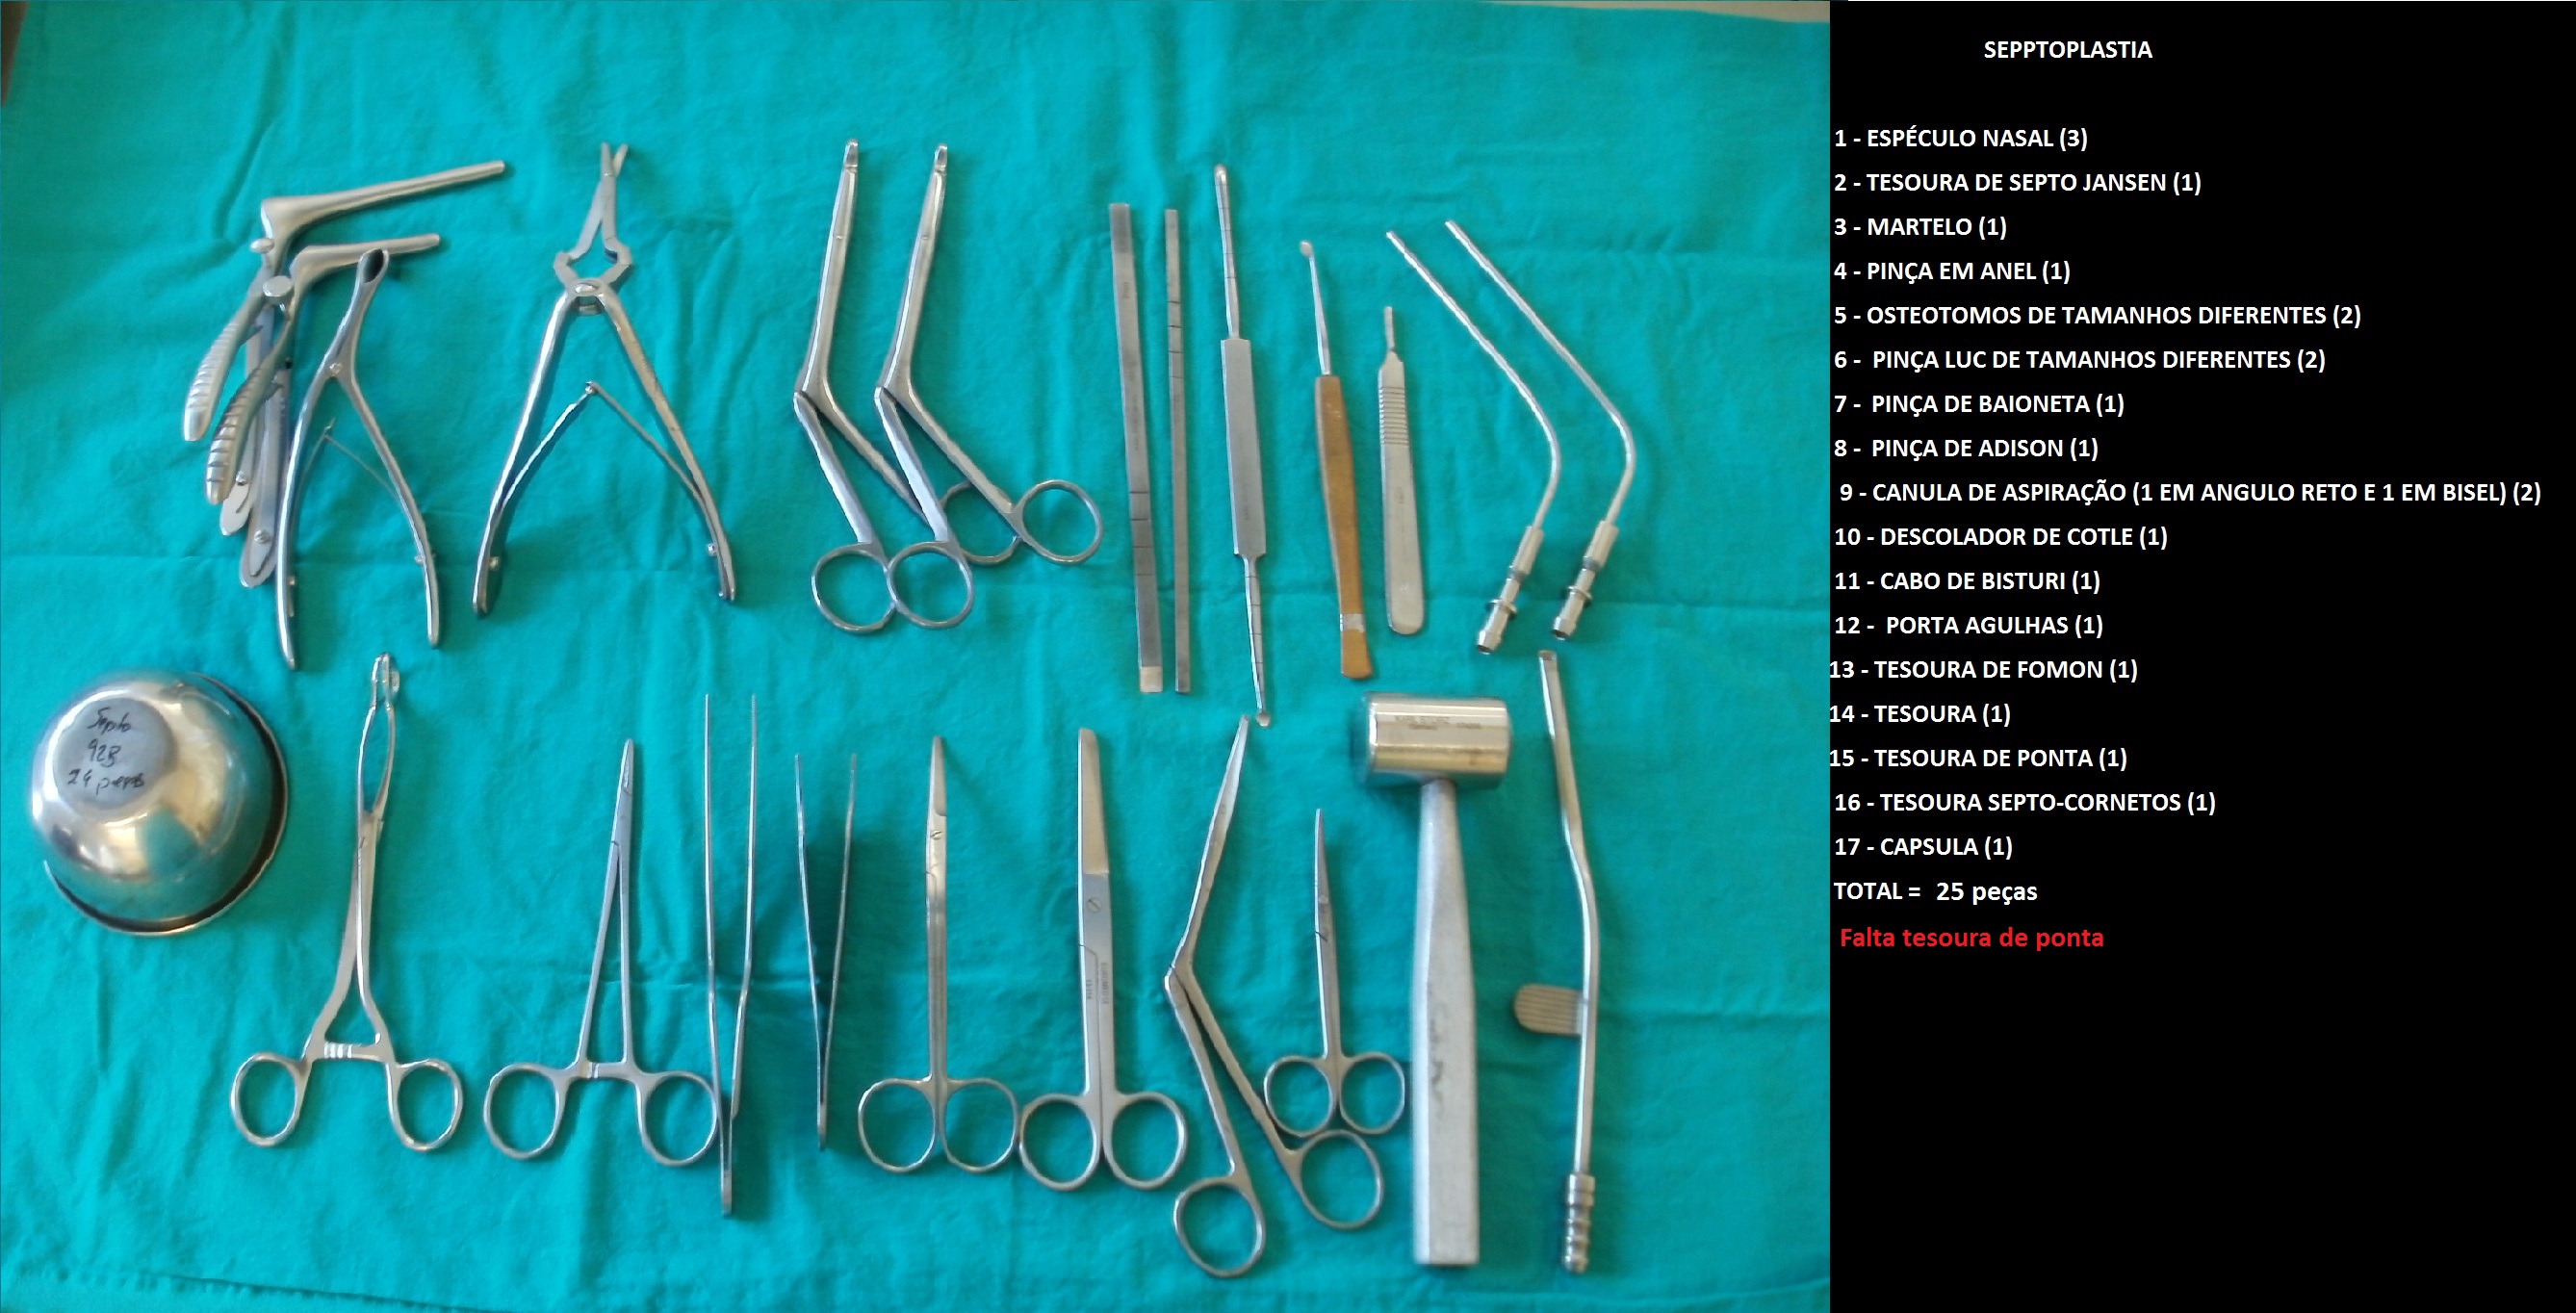 SEPPTOPLASTIA
1 - ESPÉCULO NASAL (3)
2 - TESOURA DE SEPTO JANSEN (1)
3 - MARTELO (1)
4 - PINÇA EM ANEL (1)
5 - OSTEOTOMOS DE TAMANHOS DIFERENTES (2)
6 - PINÇA LUC DE TAMANHOS DIFERENTES (2)
7 - PINÇA DE BAIONETA (1)
8 - PINÇA DE ADISON (1)
9 - CANULA DE ASPIRAÇÃO (1 EM ANGULO RETO E 1 EM BISEL) (2)
10 - DESCOLADOR DE COTLE (1)
11 - CABO DE BISTURI (1)
12 - PORTA AGULHAS (1)
13 - TESOURA DE FOMON (1)
14 - TESOURA (1)
15 - TESOURA DE PONTA (1)
16 - TESOURA SEPTO-CORNETOS (1)
17 - CAPSULA (1)
TOTAL = 25 peças
Falta tesoura de ponta
Septo